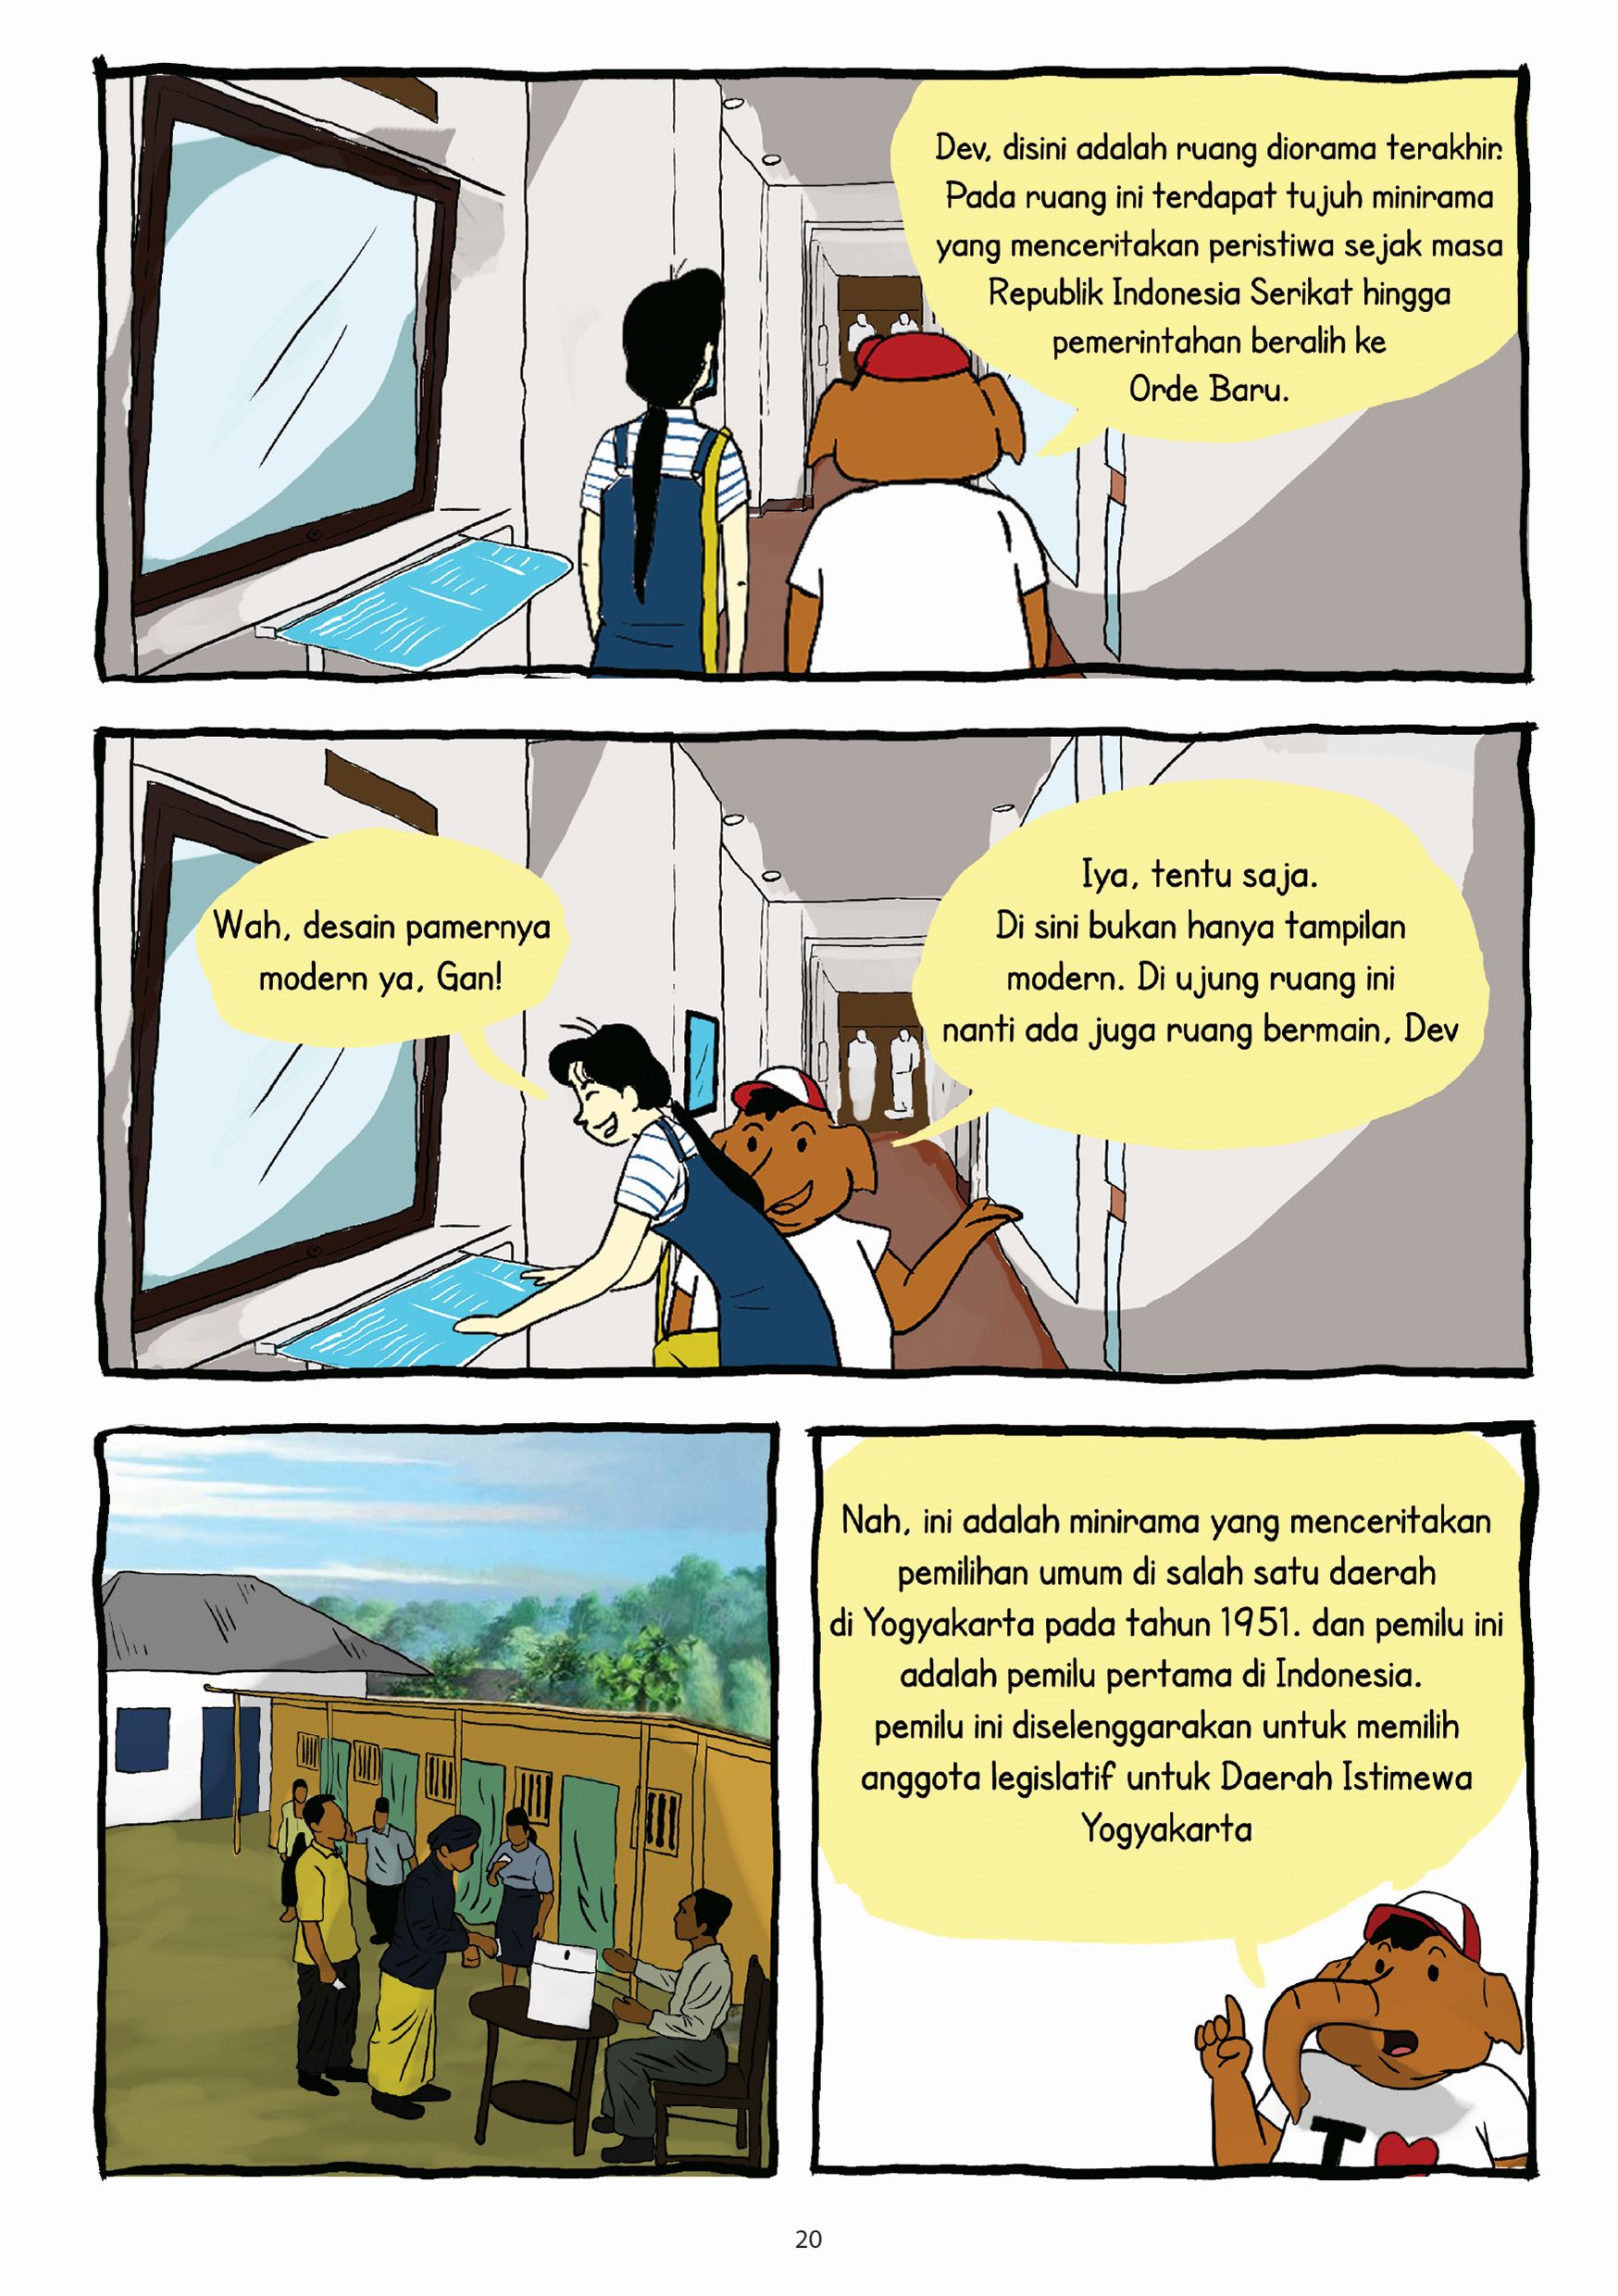 Dev, disini adalah ruang diorama terakhir.
Pada ruang ini terdapat tujuh minirama
yang menceritakan peristiwa sejak masa
Republik Indonesia Serikat hingga
pemerintahan beralih ke
Orde Baru.
Wah, desain pamernya
modern ya, Gan!
Iya, tentu saja.
Di sini bukan hanya tampilan
modern. Di ujung ruang ini
nanti ada juga ruang bermain, Dev
Nah, ini adalah minirama yang menceritakan
pemilihan umum di salah satu daerah
di Yogyakarta pada tahun 1951. dan pemilu ini
adalah pemilu pertama di Indonesia.
pemilu ini diselenggarakan untuk memilih
anggota legislatif untuk Daerah Istimewa
Yogyakarta
I
20